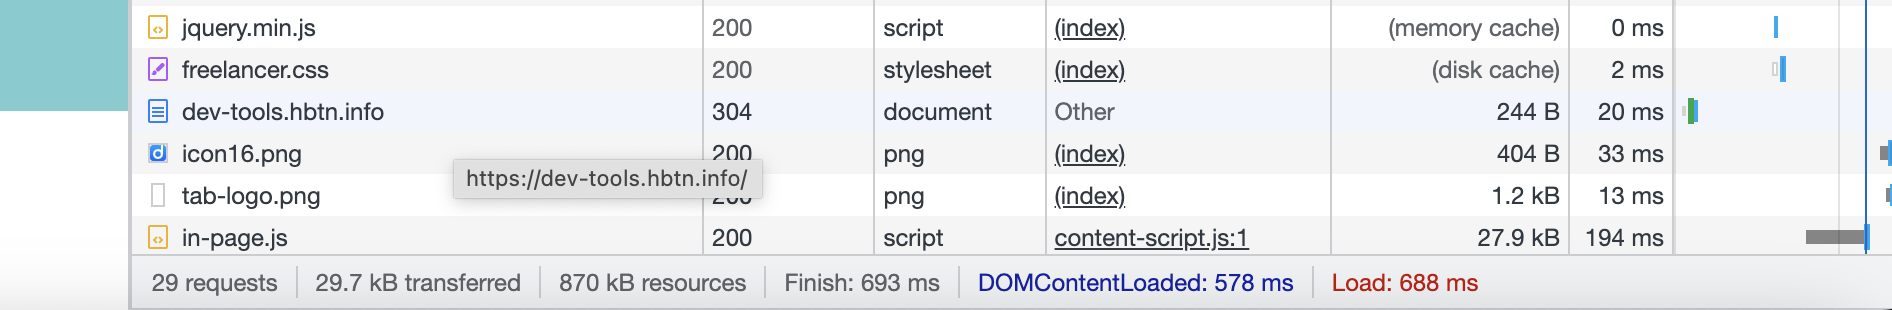 jquery.min.js 200 script (index) (memory cache) 0 ms
freelancer.css 200 stylesheet (index) (disk cache) 2 ms
dev-tools.hbtn.info 304 document Other 244 B 20 ms
icon16.png 200 png (index) 404 B 33 ms
https://dev-tools.hbtn.info/
tab-logo.png 200 png (index) 1.2 kB 13 ms
in-page.js 200 script content-script.js:1 27.9 kB 194 ms
29 requests 29.7 kB transferred 870 kB resources Finish: 693 ms DOMContentLoaded: 578 ms Load: 688 ms